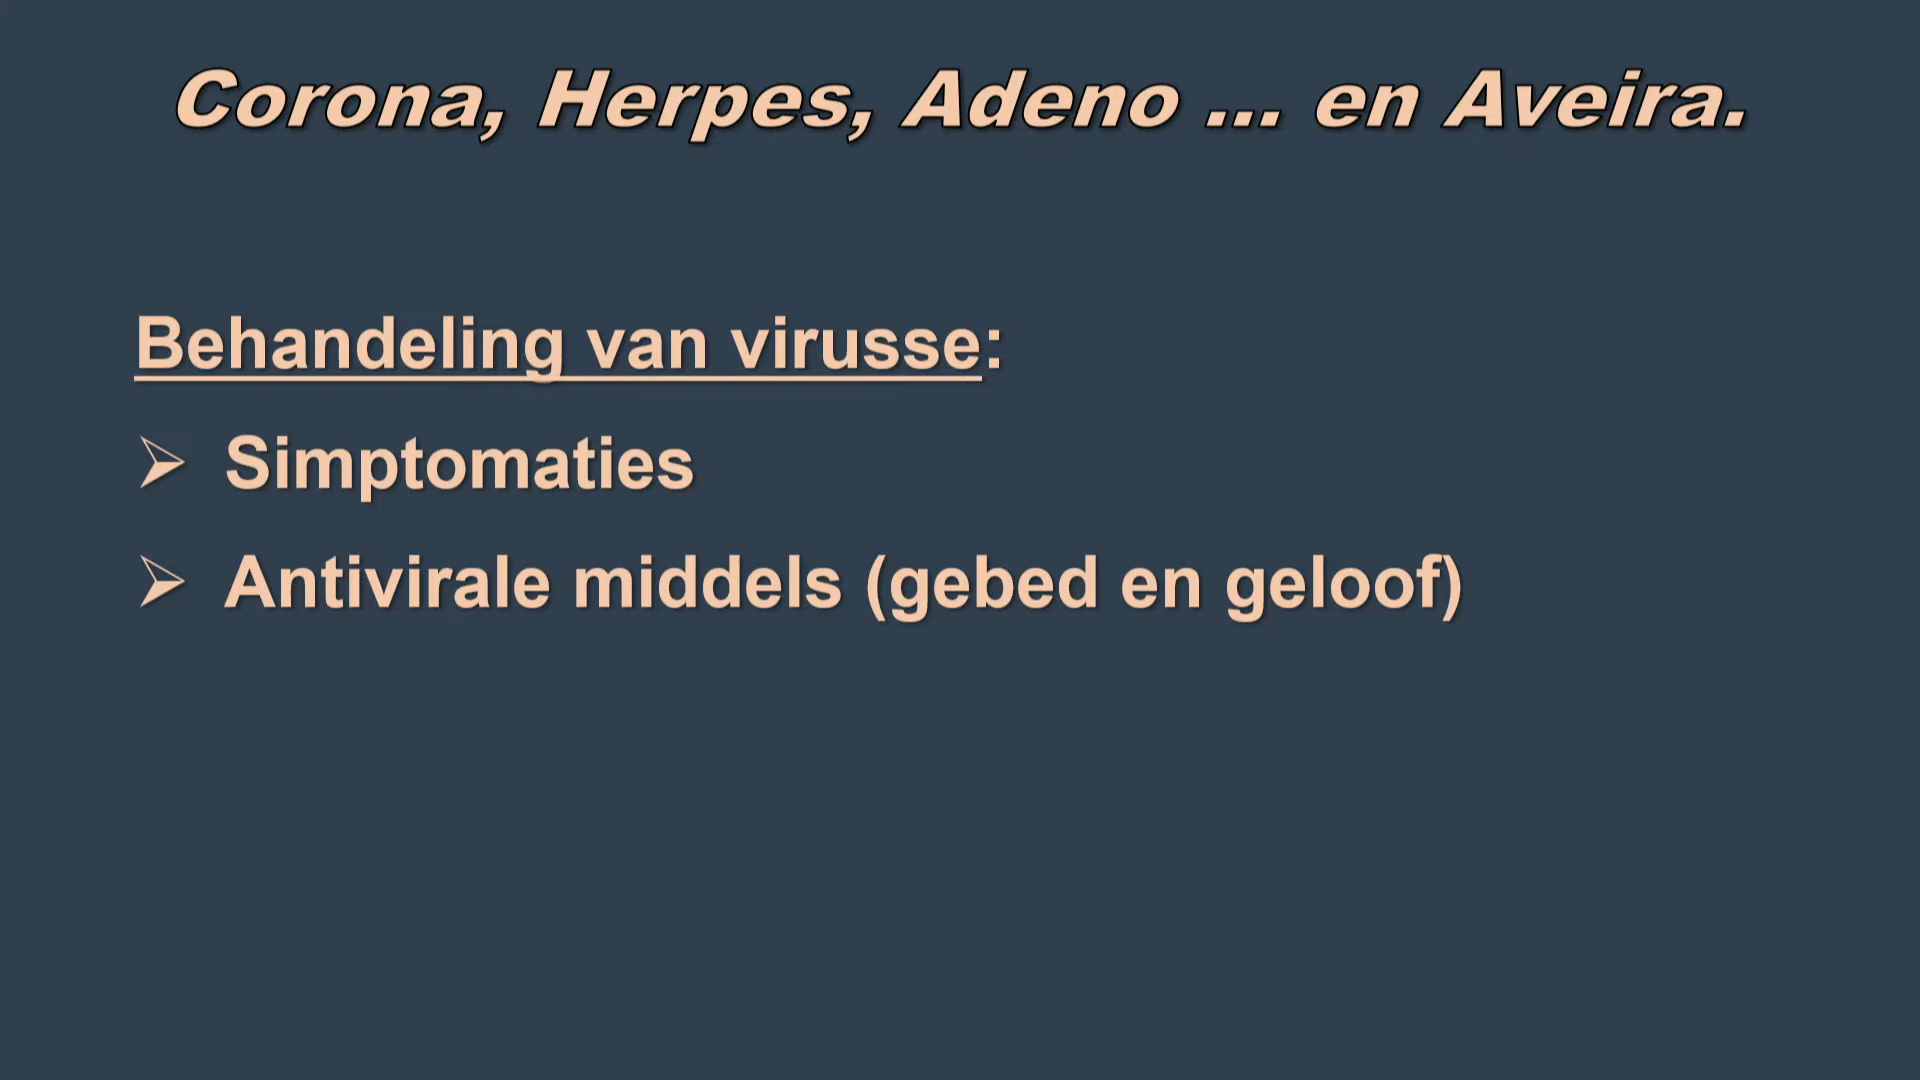 Corona, Herpes, Adeno ... en Aveira.
Behandeling van virusse:
➢ Simptomaties
➢ Antivirale middels (gebed en geloof)